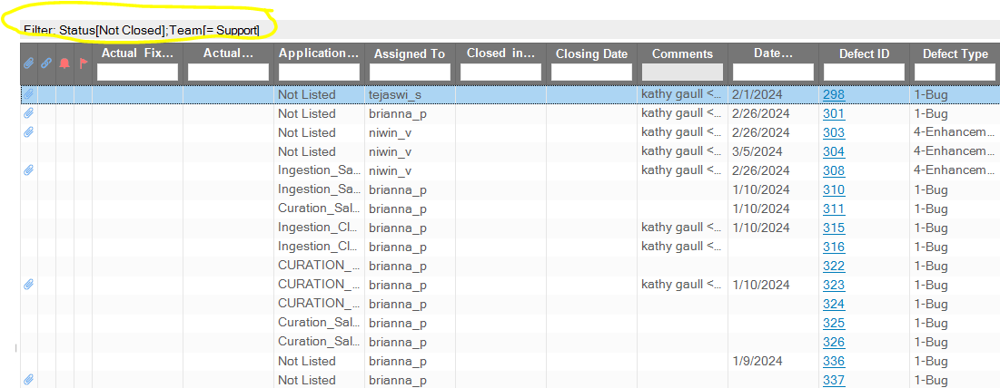 Filter: Status[Not Closed];Team[= Support]
Actual Fix... Actual... Application... Assigned To Closed in... Closing Date Comments Date... Defect ID Defect Type
Not Listed tejaswi_s kathy gaull <... 2/1/2024 298 1-Bug
Not Listed brianna_p kathy gaull <... 2/26/2024 301 1-Bug
Not Listed niwin_v kathy gaull <... 2/26/2024 303 4-Enhancem...
Not Listed niwin_v kathy gaull <... 3/5/2024 304 4-Enhancem...
Ingestion_Sa... niwin_v kathy gaull <... 2/26/2024 308 4-Enhancem...
Ingestion_Sa... brianna_p 1/10/2024 310 1-Bug
Curation_Sal... brianna_p 1/10/2024 311 1-Bug
Ingestion_Cl... brianna_p kathy gaull <... 1/10/2024 315 1-Bug
Ingestion_Cl... brianna_p kathy gaull <... 316 1-Bug
CURATION_... brianna_p 322 1-Bug
CURATION_... brianna_p kathy gaull <... 1/10/2024 323 1-Bug
CURATION_... brianna_p 324 1-Bug
Curation_Sal... brianna_p 325 1-Bug
Curation_Sal... brianna_p 326 1-Bug
Not Listed brianna_p 1/9/2024 336 1-Bug
Not Listed brianna_p 337 1-Bug